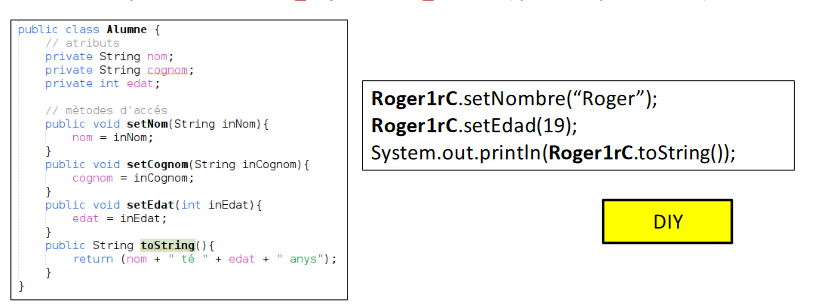 public class Alumne {
// atributs
private String nom;
private String cognom;
private int edat;
// mètodes d'accés
public void setNom(String inNom){
nom = inNom;
}
public void setCognom(String inCognom){
cognom = inCognom;
}
public void setEdat(int inEdat){
edat = inEdat;
}
public String toString(){
return (nom + " té " + edat + " anys");
}
}
Roger1rC.setNombre(“Roger”);
Roger1rC.setEdad(19);
System.out.println(Roger1rC.toString());
DIY